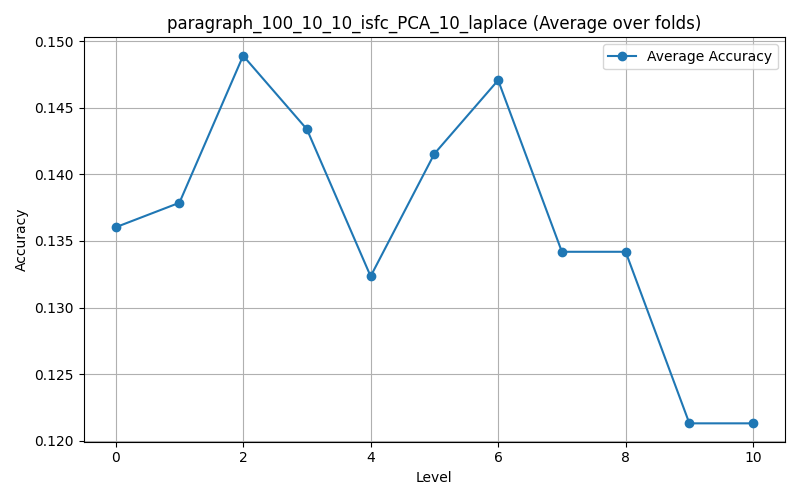 paragraph_100_10_10_isfc_PCA_10_laplace (Average over folds)
Average Accuracy
0.150
0.145
0.140
0.135
0.130
0.125
0.120
Accuracy
0 2 4 6 8 10
Level